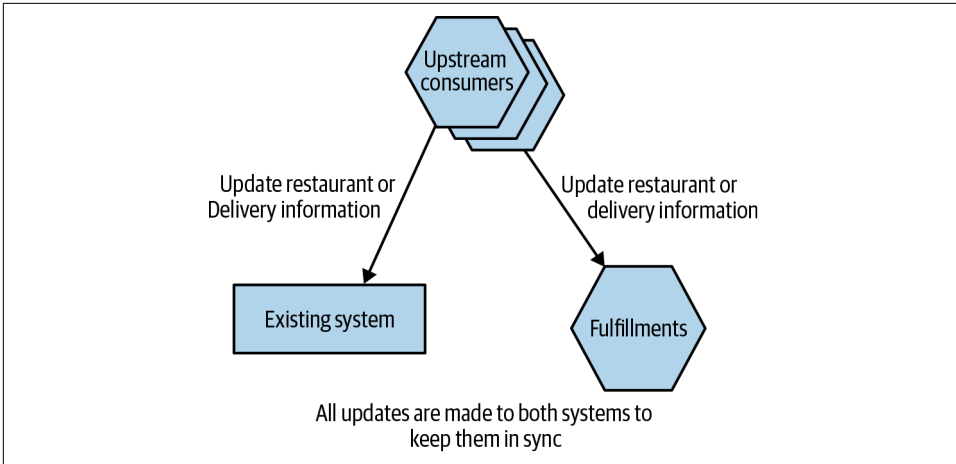 Upstream
consumers
Update restaurant or
Delivery information
Update restaurant or
delivery information
Existing system
Fulfillments
All updates are made to both systems to
keep them in sync